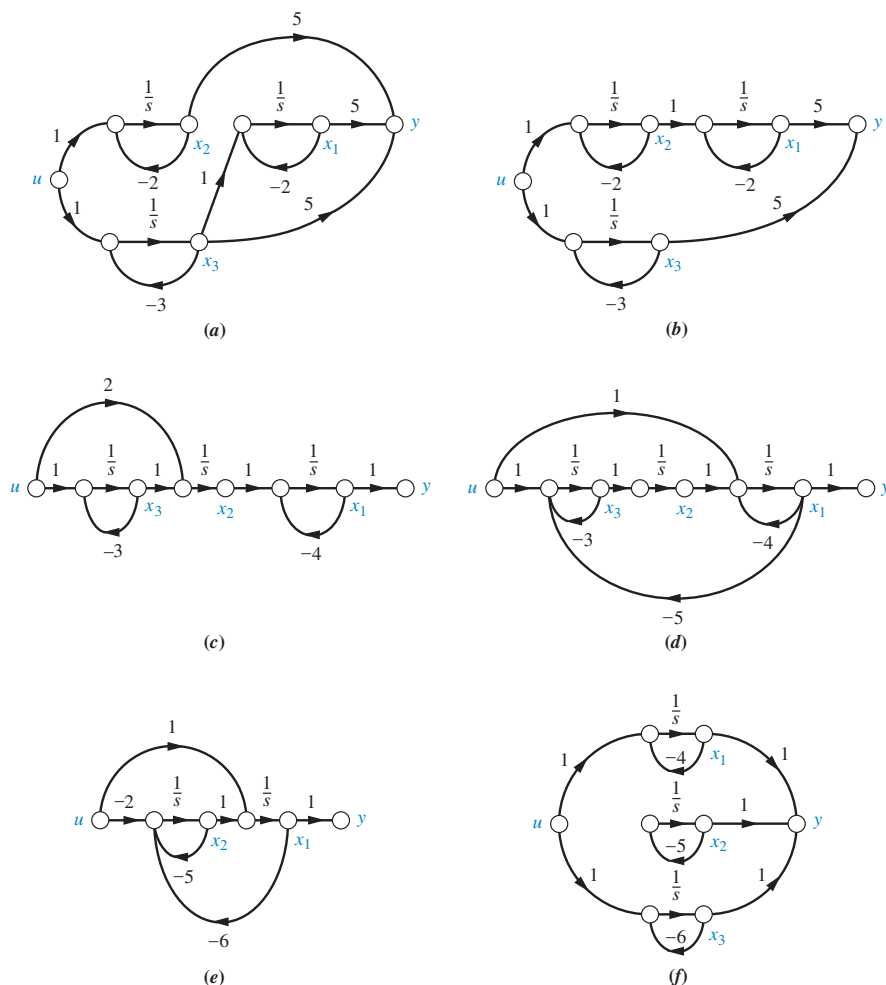 5
1/s
1/s
5
y
1
x₂
x₁
−2
1
−2
u
1
1/s
5
x₃
−3
(a)
1/s
1
1/s
5
y
1
x₂
x₁
−2
−2
u
1
1/s
5
x₃
−3
(b)
2
u
1
1/s
1
1/s
1
1/s
1
y
x₃
x₂
x₁
−3
−4
(c)
1
u
1
1/s
1
1/s
1
1/s
1
y
x₃
x₂
x₁
−3
−4
−5
(d)
1
−2
1/s
1
1/s
1
u
y
x₂
x₁
−5
−6
(e)
1/s
1
−4
x₁
1
1/s
1
u
y
−5
x₂
1
1/s
1
−6
x₃
(f)